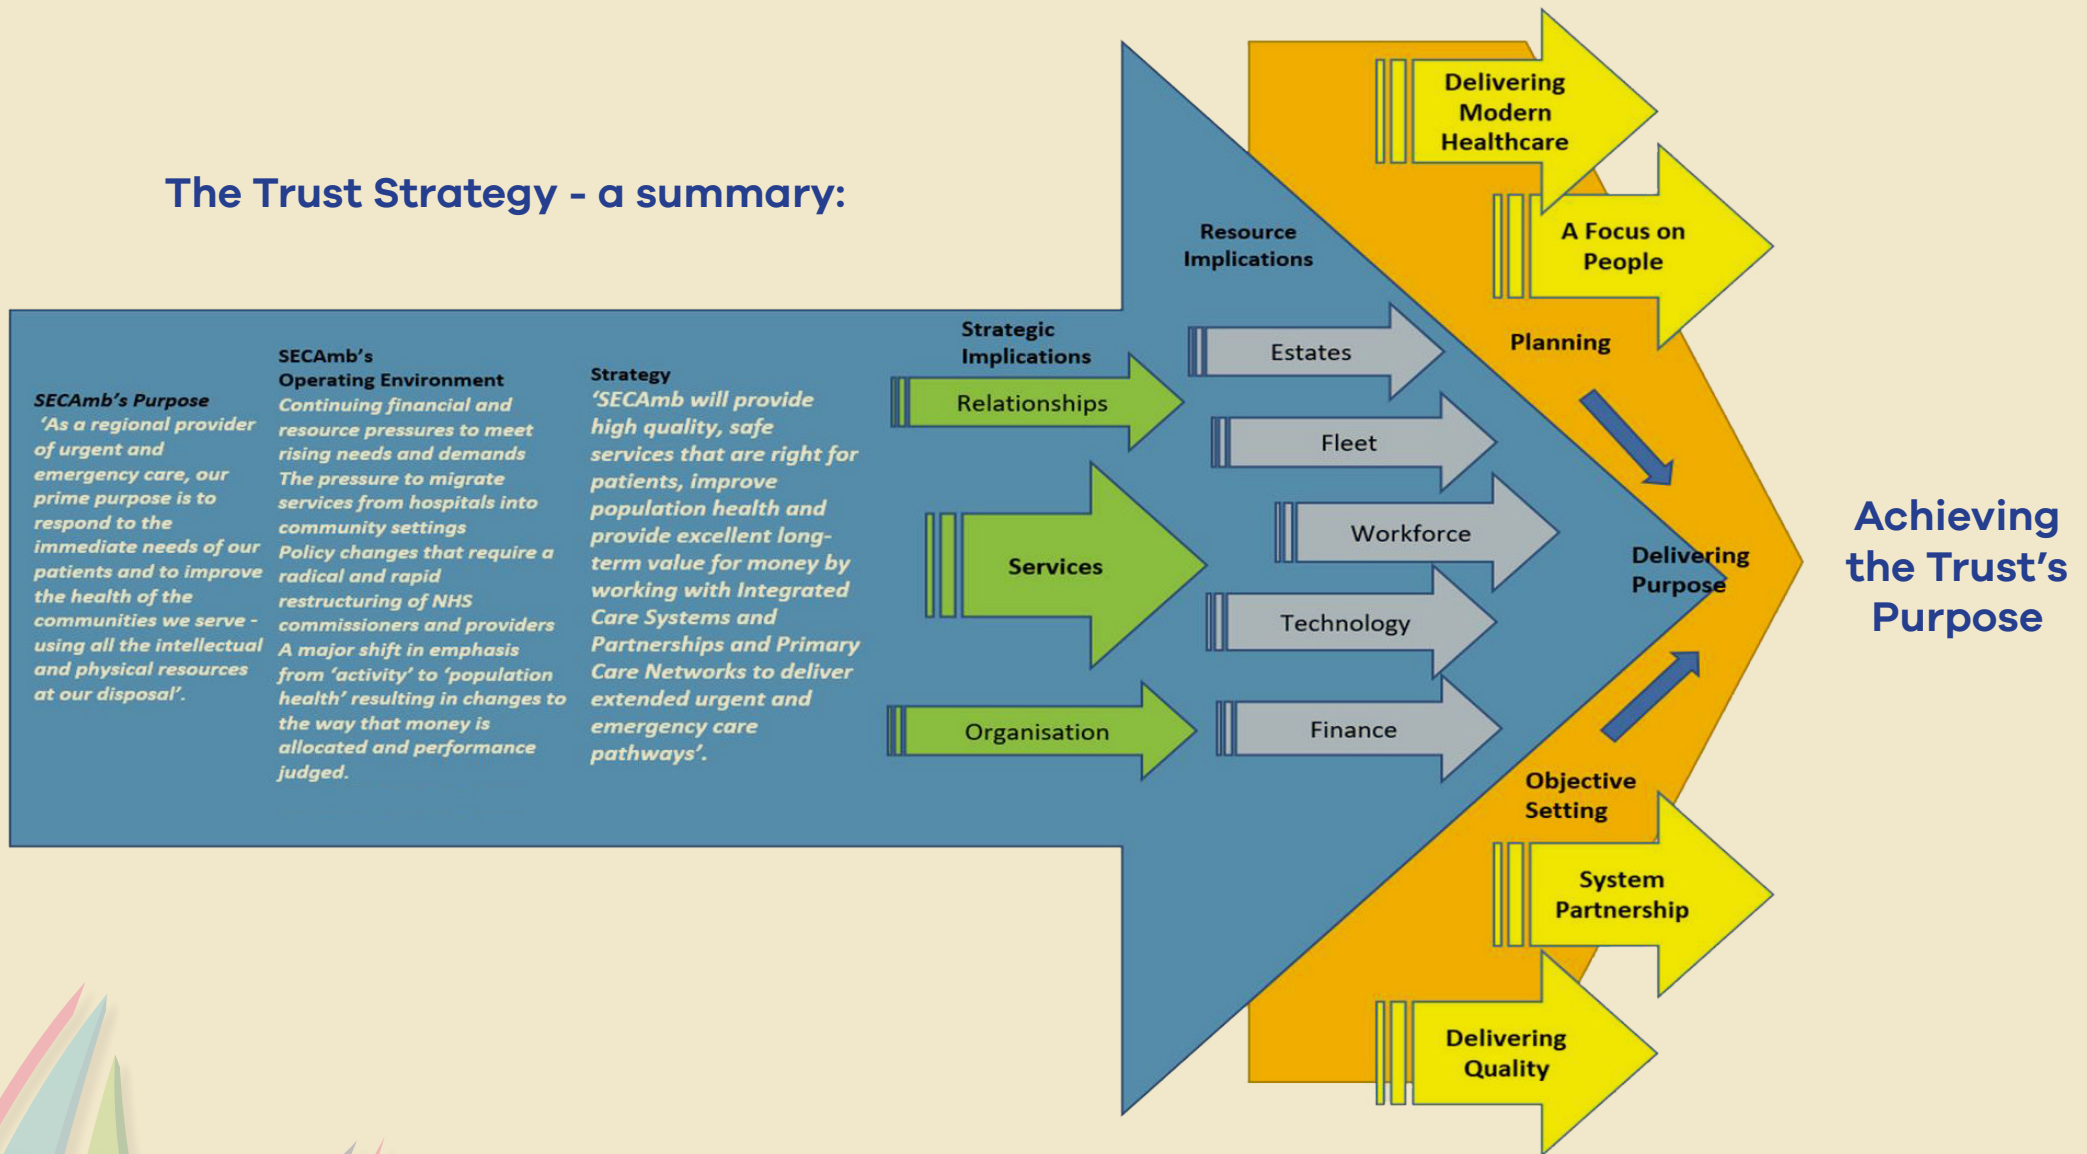 The Trust Strategy - a summary:
SECAmb's Purpose
'As a regional provider
of urgent and
emergency care, our
prime purpose is to
respond to the
immediate needs of our
patients and to improve
the health of the
communities we serve -
using all the intellectual
and physical resources
at our disposal'.
SECAmb's
Operating Environment
Continuing financial and
resource pressures to meet
rising needs and demands
The pressure to migrate
services from hospitals into
community settings
Policy changes that require a
radical and rapid
restructuring of NHS
commissioners and providers
A major shift in emphasis
from 'activity' to 'population
health' resulting in changes to
the way that money is
allocated and performance
judged.
Strategy
'SECAmb will provide
high quality, safe
services that are right for
patients, improve
population health and
provide excellent long-
term value for money by
working with Integrated
Care Systems and
Partnerships and Primary
Care Networks to deliver
extended urgent and
emergency care
pathways'.
Strategic
Implications
Relationships
Services
Organisation
Resource
Implications
Estates
Fleet
Workforce
Technology
Finance
Delivering
Modern
Healthcare
A Focus on
People
Planning
Delivering
Purpose
Objective
Setting
System
Partnership
Delivering
Quality
Achieving
the Trust's
Purpose